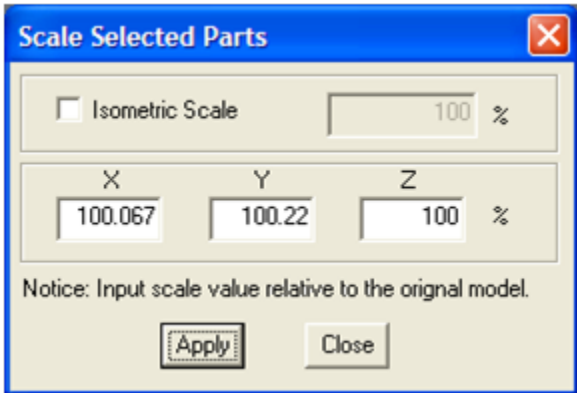 Scale Selected Parts
Isometric Scale 100 %
X Y Z
100.067 100.22 100 %
Notice: Input scale value relative to the orignal model.
Apply Close